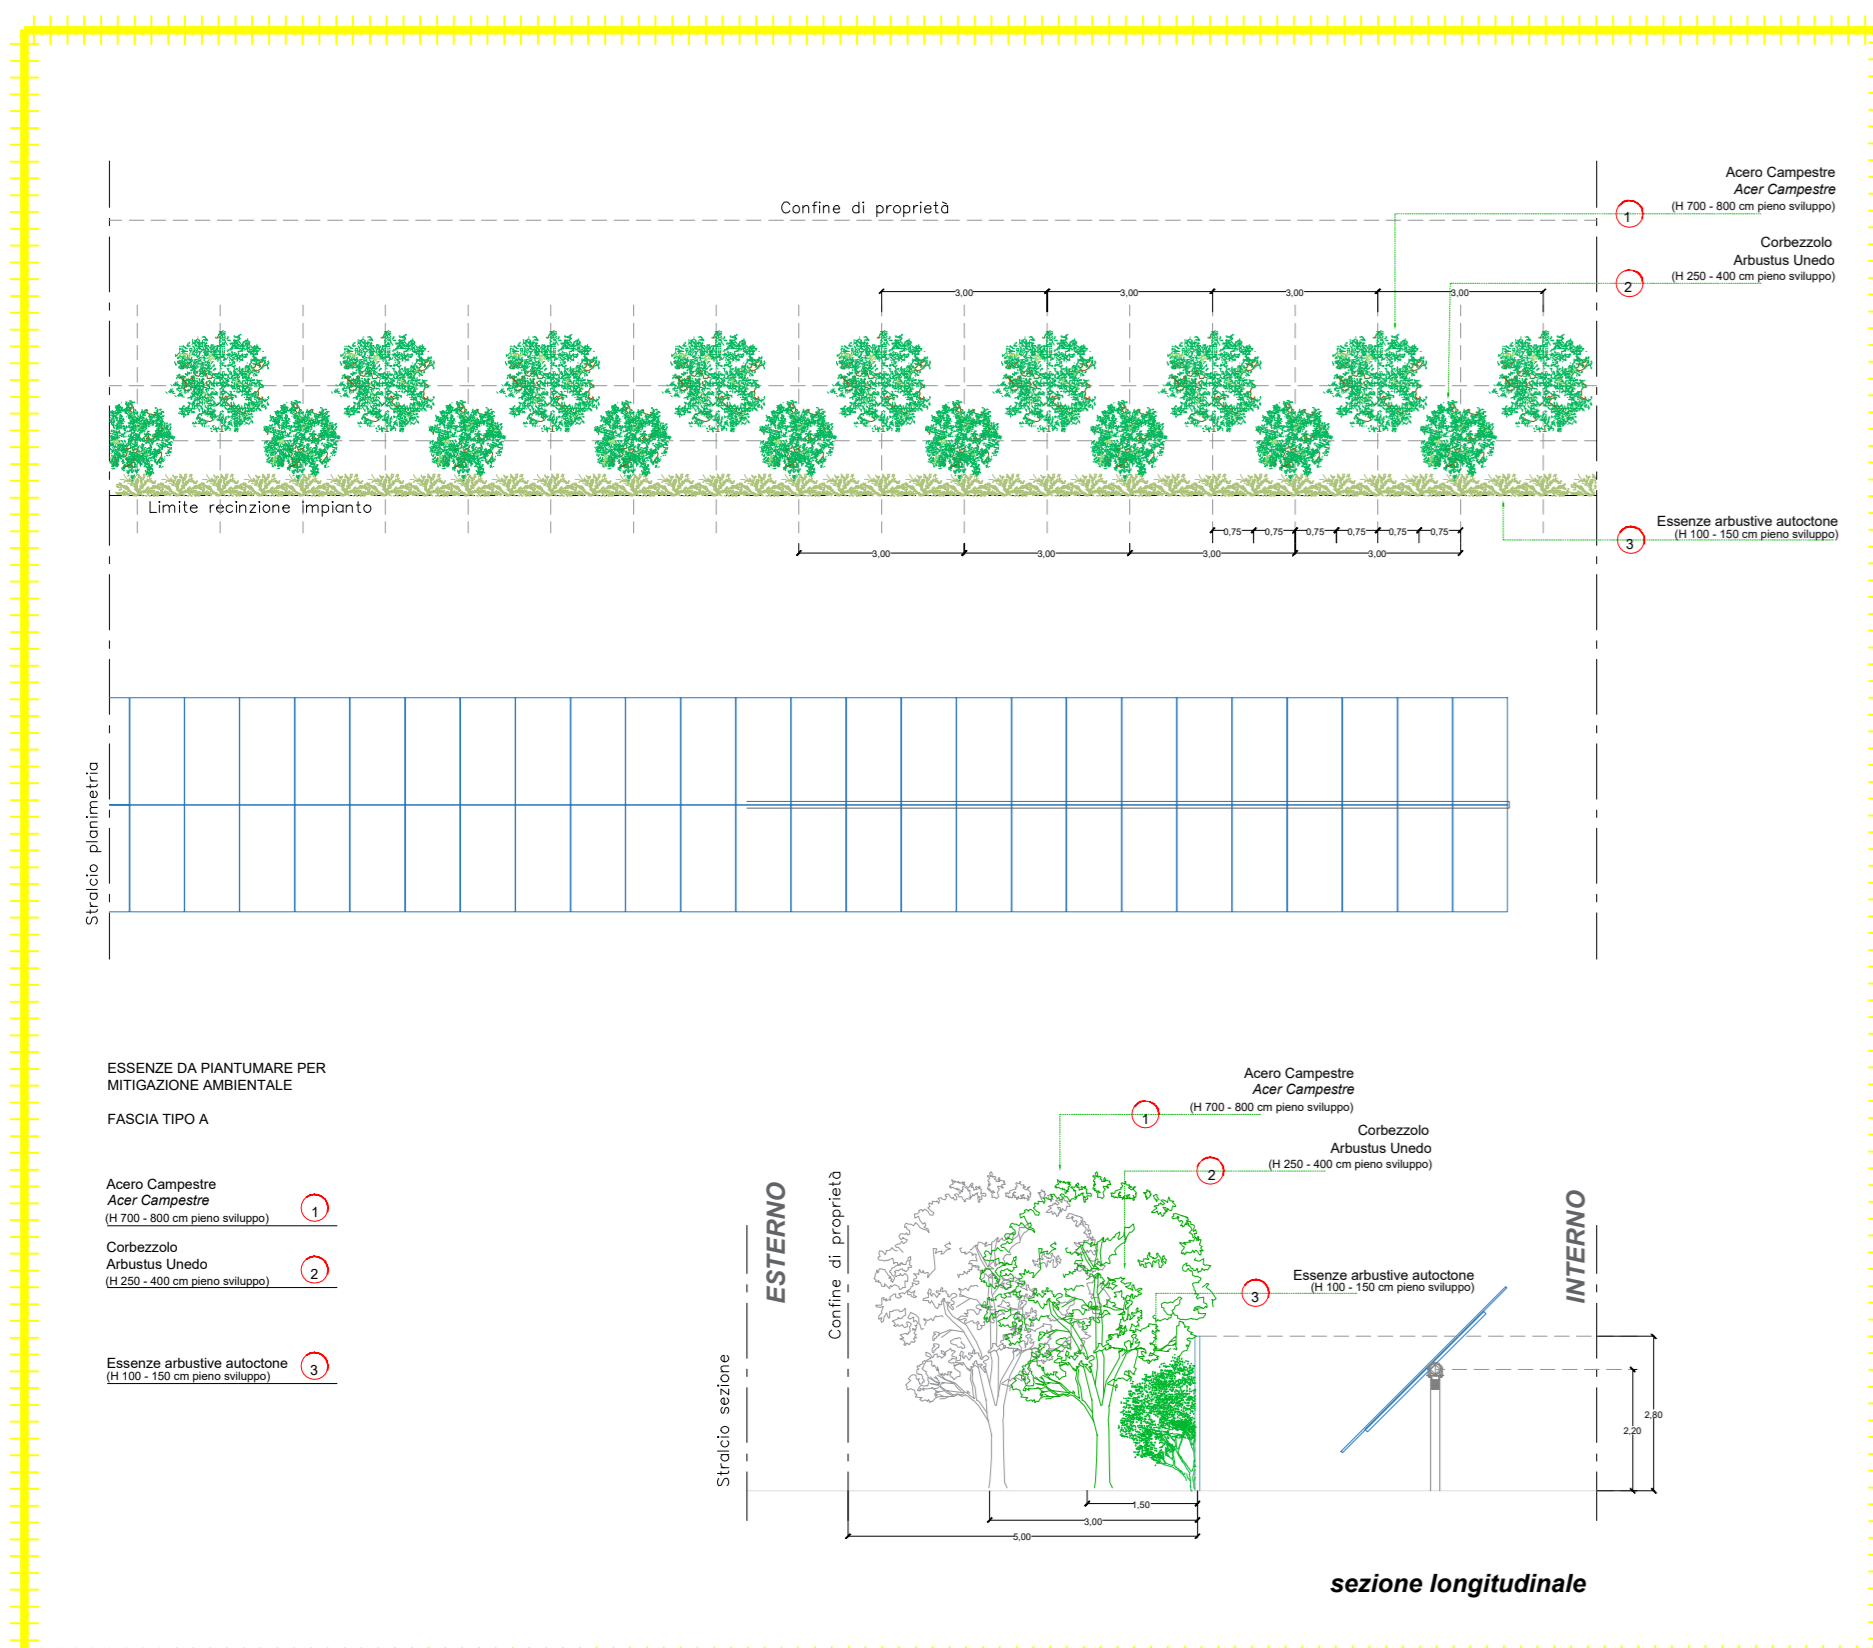 Acero Campestre
Acer Campestre
(H 700 - 800 cm pieno sviluppo)
1
Confine di proprietà
Corbezzolo
Arbustus Unedo
(H 250 - 400 cm pieno sviluppo)
2
3,00 3,00 3,00 3,00
Limite recinzione impianto
Essenze arbustive autoctone
(H 100 - 150 cm pieno sviluppo)
3
0,75 0,75 0,75 0,75 0,75 0,75
3,00 3,00 3,00 3,00
Stralcio planimetria
ESSENZE DA PIANTUMARE PER
MITIGAZIONE AMBIENTALE
FASCIA TIPO A
Acero Campestre
Acer Campestre
(H 700 - 800 cm pieno sviluppo)
1
Corbezzolo
Arbustus Unedo
(H 250 - 400 cm pieno sviluppo)
2
Essenze arbustive autoctone
(H 100 - 150 cm pieno sviluppo)
3
Acero Campestre
Acer Campestre
(H 700 - 800 cm pieno sviluppo)
1
Corbezzolo
Arbustus Unedo
(H 250 - 400 cm pieno sviluppo)
2
Essenze arbustive autoctone
(H 100 - 150 cm pieno sviluppo)
3
ESTERNO
Confine di proprietà
INTERNO
Stralcio sezione
2,80
2,20
1,50
3,00
5,00
sezione longitudinale